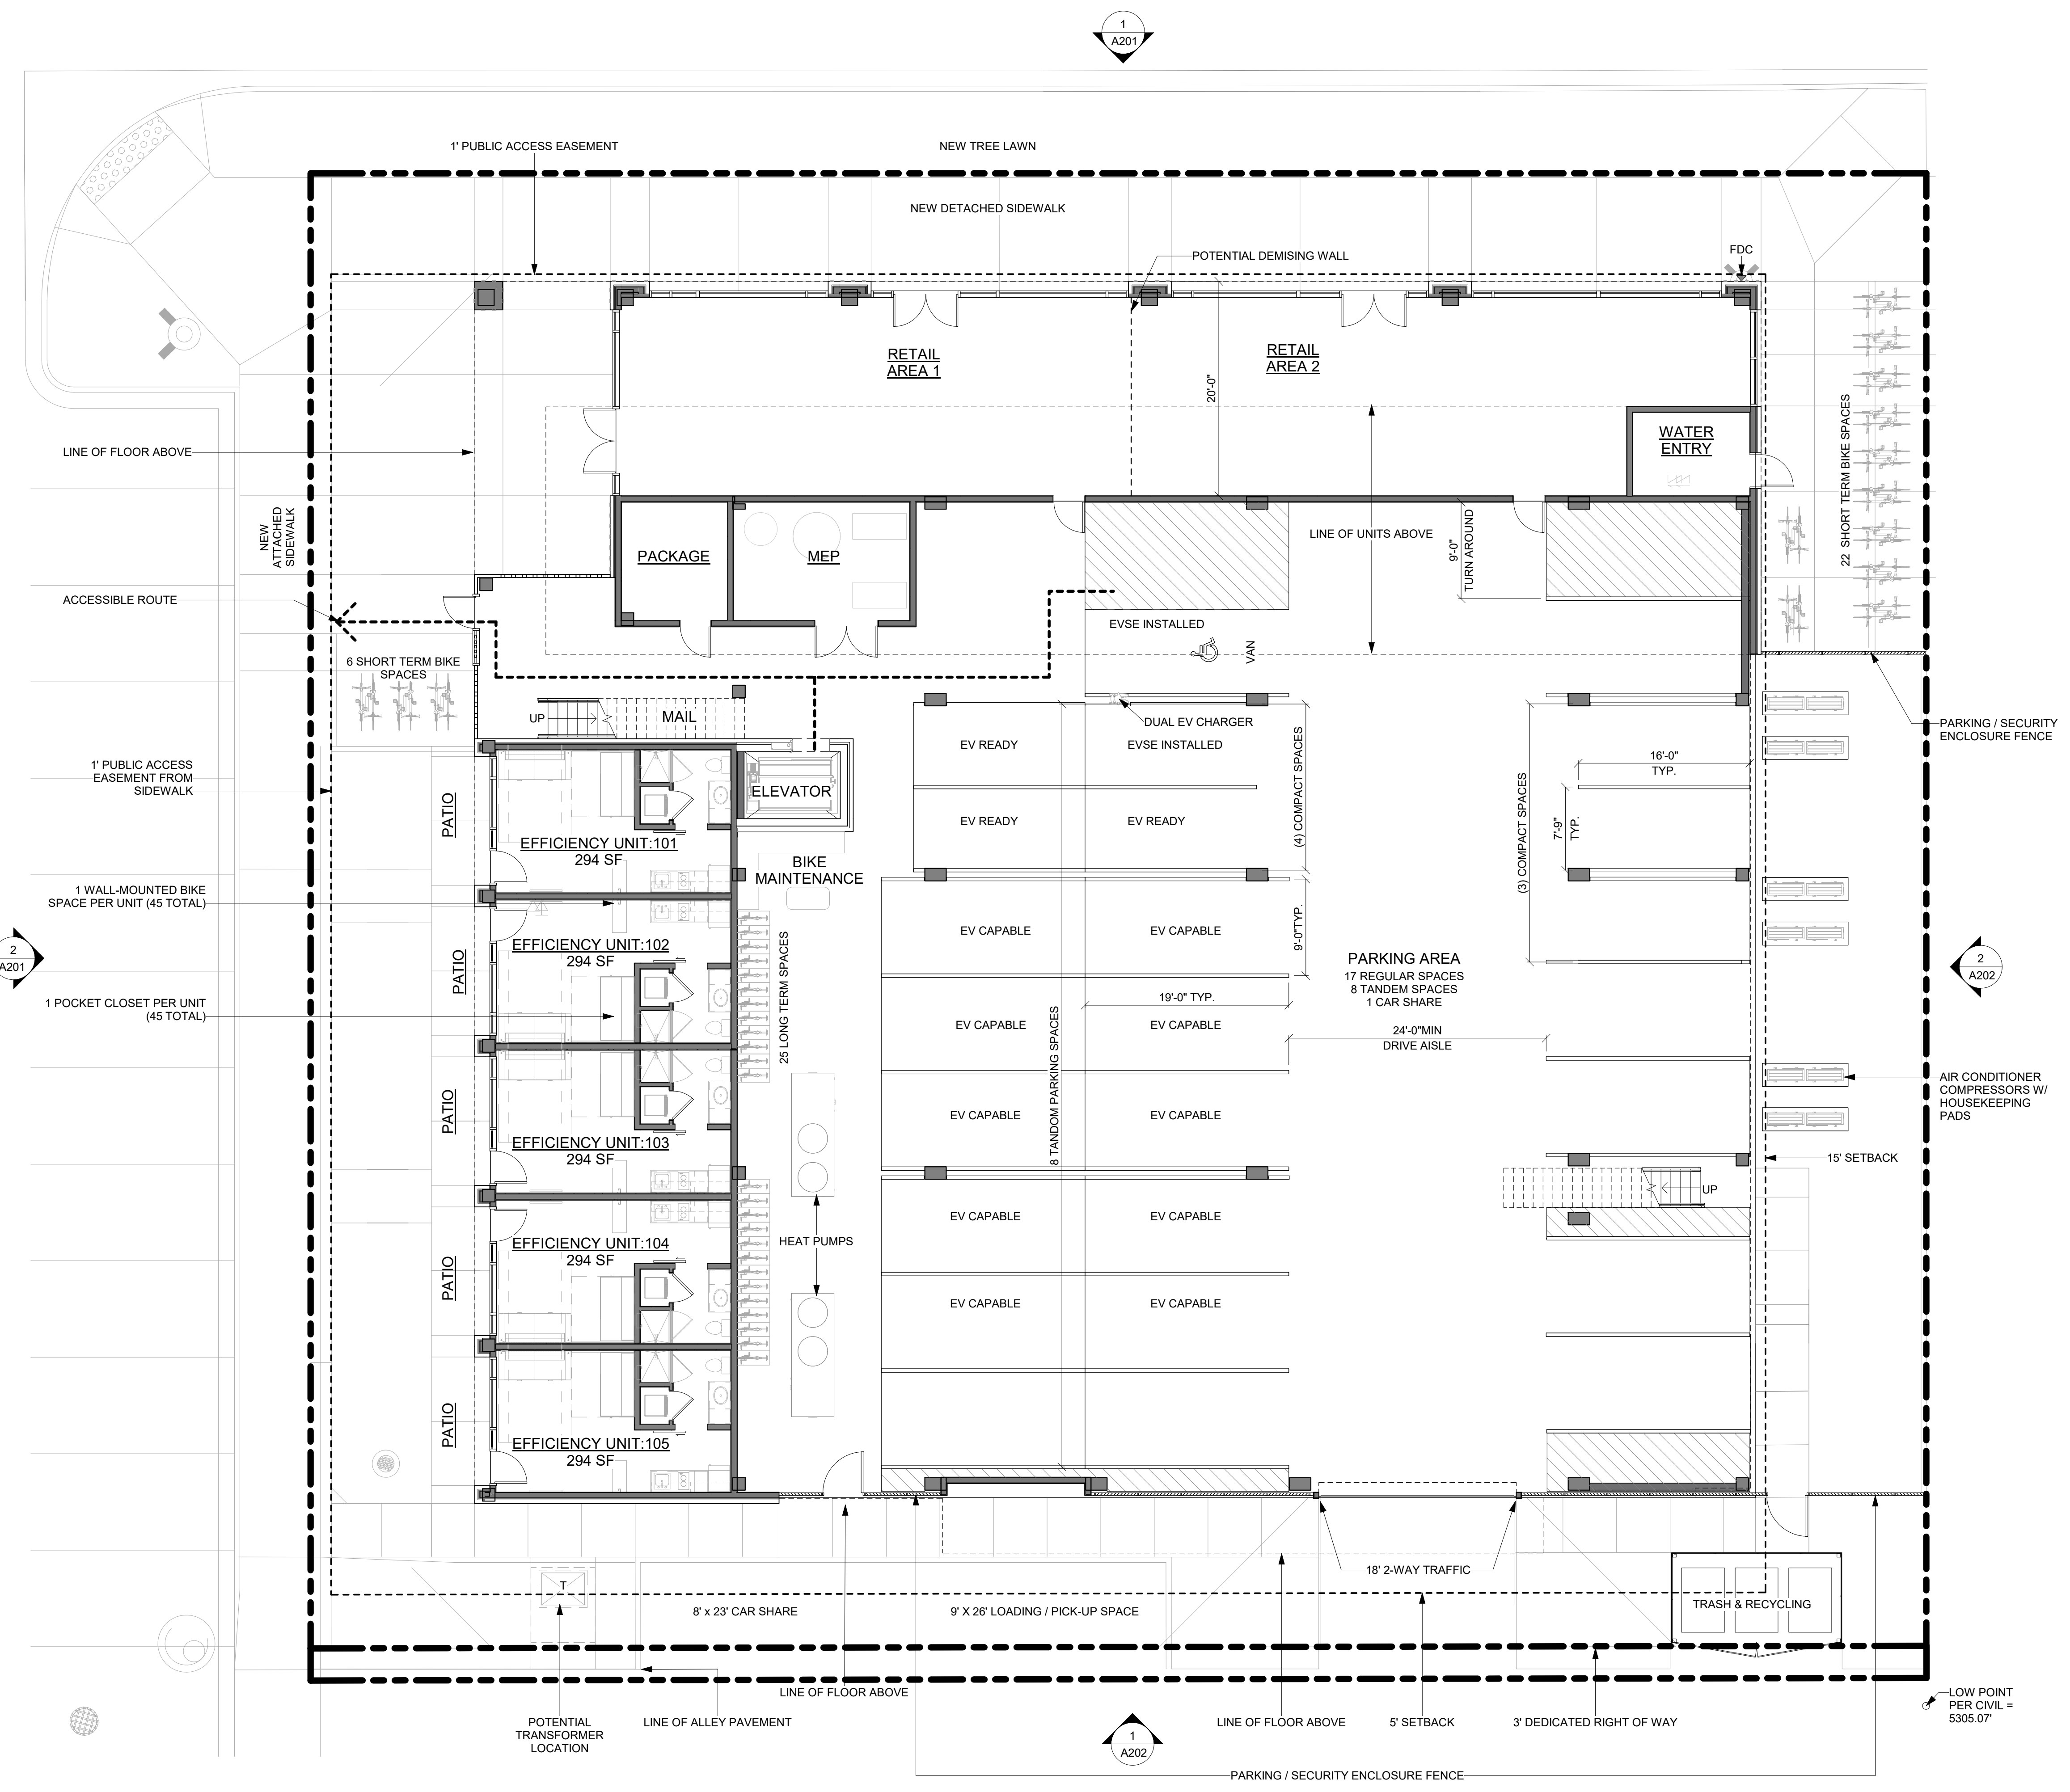 1
A201
1' PUBLIC ACCESS EASEMENT
NEW TREE LAWN
NEW DETACHED SIDEWALK
POTENTIAL DEMISING WALL
FDC
RETAIL
AREA 1
RETAIL
AREA 2
20'-0"
LINE OF FLOOR ABOVE
WATER
ENTRY
22 SHORT TERM BIKE SPACES
NEW
ATTACHED
SIDEWALK
PACKAGE
MEP
LINE OF UNITS ABOVE
9'-0"
TURN AROUND
ACCESSIBLE ROUTE
EVSE INSTALLED
VAN
6 SHORT TERM BIKE
SPACES
UP
MAIL
DUAL EV CHARGER
PARKING / SECURITY
ENCLOSURE FENCE
EV READY
EVSE INSTALLED
(4) COMPACT SPACES
16'-0"
TYP.
1' PUBLIC ACCESS
EASEMENT FROM
SIDEWALK
ELEVATOR
PATIO
EV READY
EV READY
(3) COMPACT SPACES
7'-9"
TYP.
EFFICIENCY UNIT:101
294 SF
BIKE
MAINTENANCE
1 WALL-MOUNTED BIKE
SPACE PER UNIT (45 TOTAL)
2
A201
EFFICIENCY UNIT:102
294 SF
PATIO
25 LONG TERM SPACES
EV CAPABLE
EV CAPABLE
9'-0"TYP.
PARKING AREA
17 REGULAR SPACES
8 TANDEM SPACES
1 CAR SHARE
2
A202
1 POCKET CLOSET PER UNIT
(45 TOTAL)
19'-0" TYP.
EV CAPABLE
EV CAPABLE
24'-0"MIN
DRIVE AISLE
8 TANDOM PARKING SPACES
AIR CONDITIONER
COMPRESSORS W/
HOUSEKEEPING
PADS
PATIO
EV CAPABLE
EV CAPABLE
EFFICIENCY UNIT:103
294 SF
15' SETBACK
UP
EV CAPABLE
EV CAPABLE
EFFICIENCY UNIT:104
294 SF
HEAT PUMPS
PATIO
EV CAPABLE
EV CAPABLE
PATIO
EFFICIENCY UNIT:105
294 SF
18' 2-WAY TRAFFIC
T
8' x 23' CAR SHARE
9' X 26' LOADING / PICK-UP SPACE
TRASH & RECYCLING
LINE OF FLOOR ABOVE
LOW POINT
PER CIVIL =
5305.07'
POTENTIAL
TRANSFORMER
LOCATION
LINE OF ALLEY PAVEMENT
1
A202
LINE OF FLOOR ABOVE
5' SETBACK
3' DEDICATED RIGHT OF WAY
PARKING / SECURITY ENCLOSURE FENCE